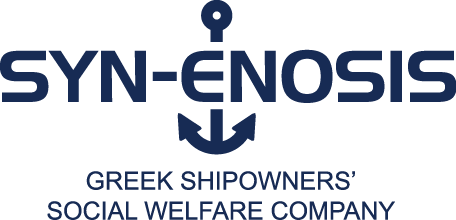 SYN-ENOSIS
GREEK SHIPOWNERS’
SOCIAL WELFARE COMPANY